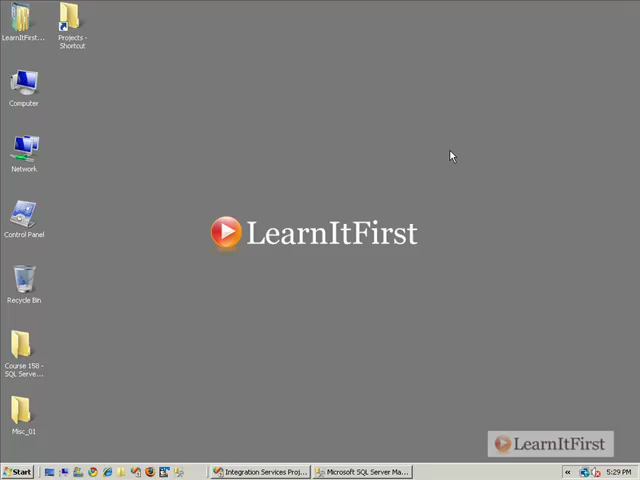 LearnItFirst...
Projects -
Shortcut
Computer
Network
Control Panel
Recycle Bin
Course 158 -
SQL Serve...
Misc_01
LearnItFirst
LearnItFirst
Start
Integration Services Proj...
Microsoft SQL Server Ma...
5:29 PM